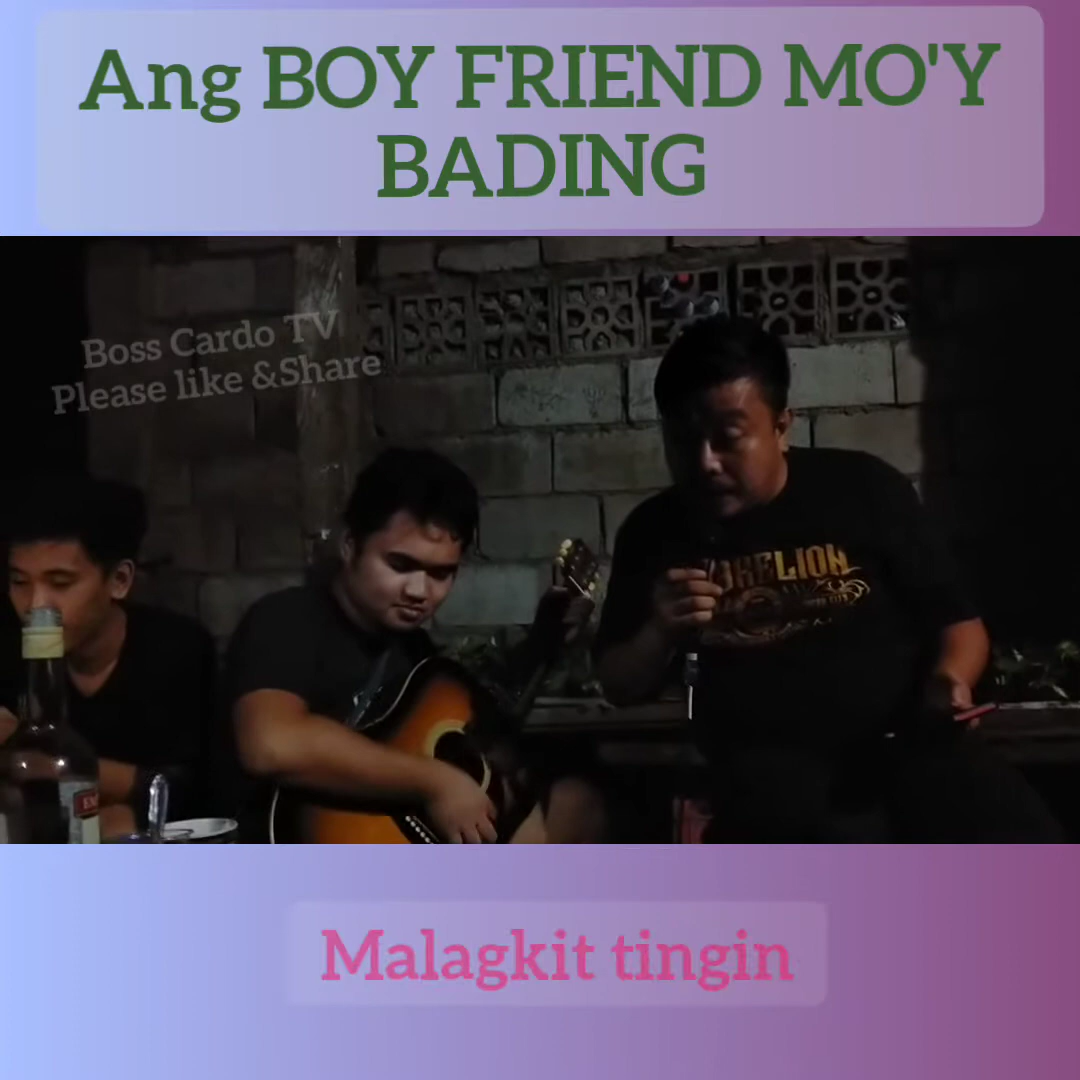 Ang BOY FRIEND MO'Y
BADING
Boss Cardo TV
Please like &Share
Malagkit tingin